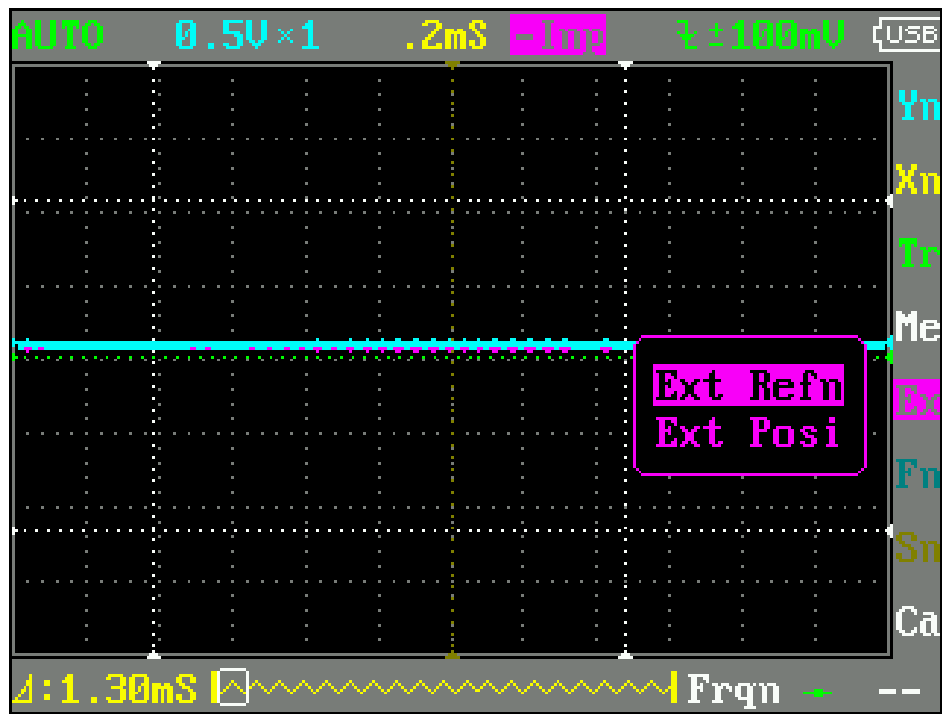 AUTO 0.5V×1 .2mS -Inp ±100mV USB
Yn
Xn
Tr
Me
Ext Refn
Ex
Ext Posi
Fn
Sn
Ca
⊿:1.30mS Frqn --